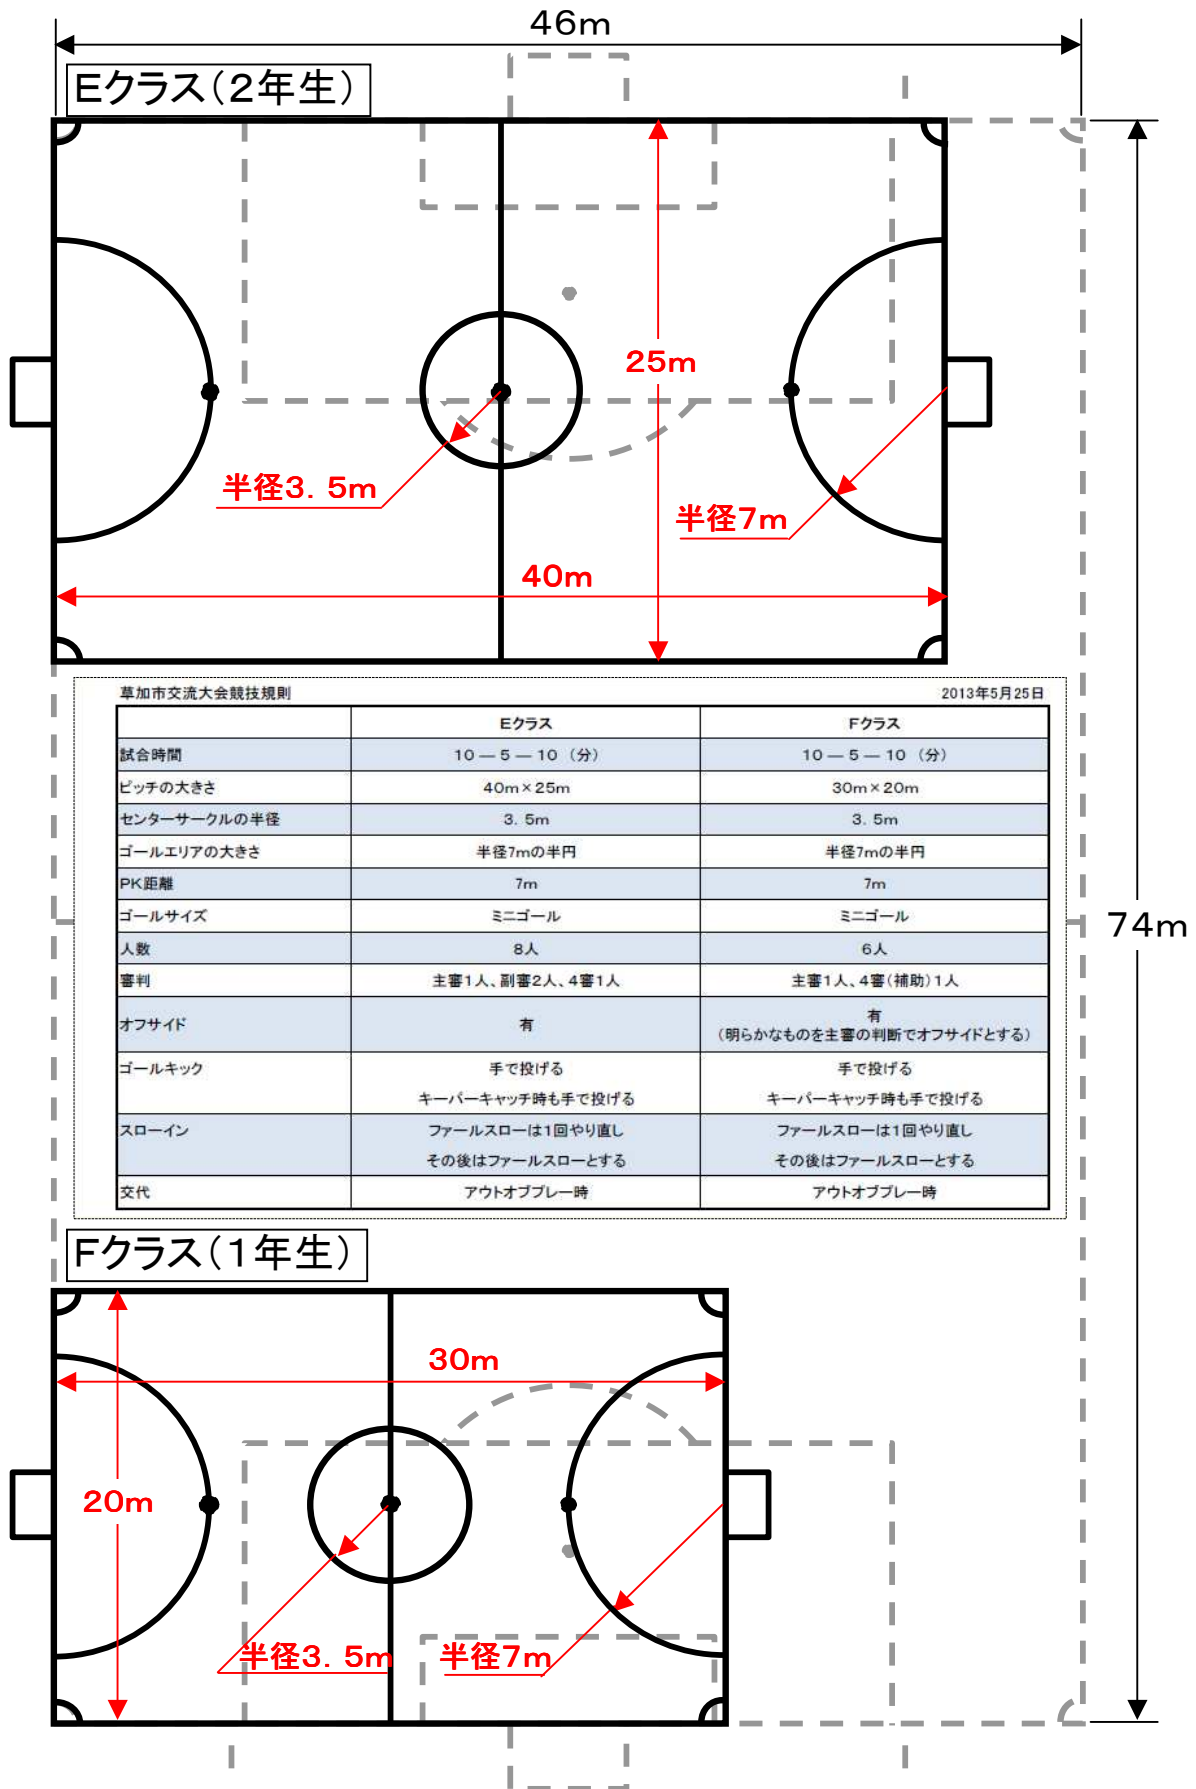 46m
Eクラス（2年生）
25m
半径3．5m
半径7m
40m
草加市交流大会競技規則 2013年5月25日
Eクラス Fクラス
試合時間 10 ― 5 ― 10 （分） 10 ― 5 ― 10 （分）
ピッチの大きさ 40m×25m 30m×20m
センターサークルの半径 3．5m 3．5m
ゴールエリアの大きさ 半径7mの半円 半径7mの半円
PK距離 7m 7m
ゴールサイズ ミニゴール ミニゴール
人数 8人 6人
審判 主審1人、副審2人、4審1人 主審1人、4審（補助）1人
オフサイド 有 有
（明らかなものを主審の判断でオフサイドとする）
ゴールキック 手で投げる 手で投げる
キーパーキャッチ時も手で投げる キーパーキャッチ時も手で投げる
スローイン ファールスローは1回やり直し ファールスローは1回やり直し
その後はファールスローとする その後はファールスローとする
交代 アウトオブプレー時 アウトオブプレー時
74m
Fクラス（1年生）
30m
20m
半径3．5m
半径7m